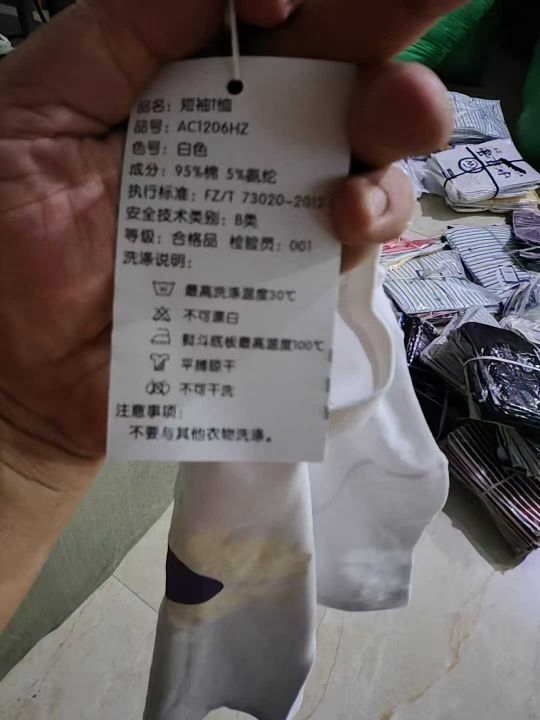 品名：短袖T恤
品号：AC1206HZ
色号：白色
成分：95%棉 5%氨纶
执行标准：FZ/T 73020-2012
安全技术类别：B类
等级：合格品 检验员：001
洗涤说明：
最高洗涤温度30℃
不可漂白
熨斗底板最高温度100℃
平摊晾干
不可干洗
注意事项：
不要与其他衣物洗涤。